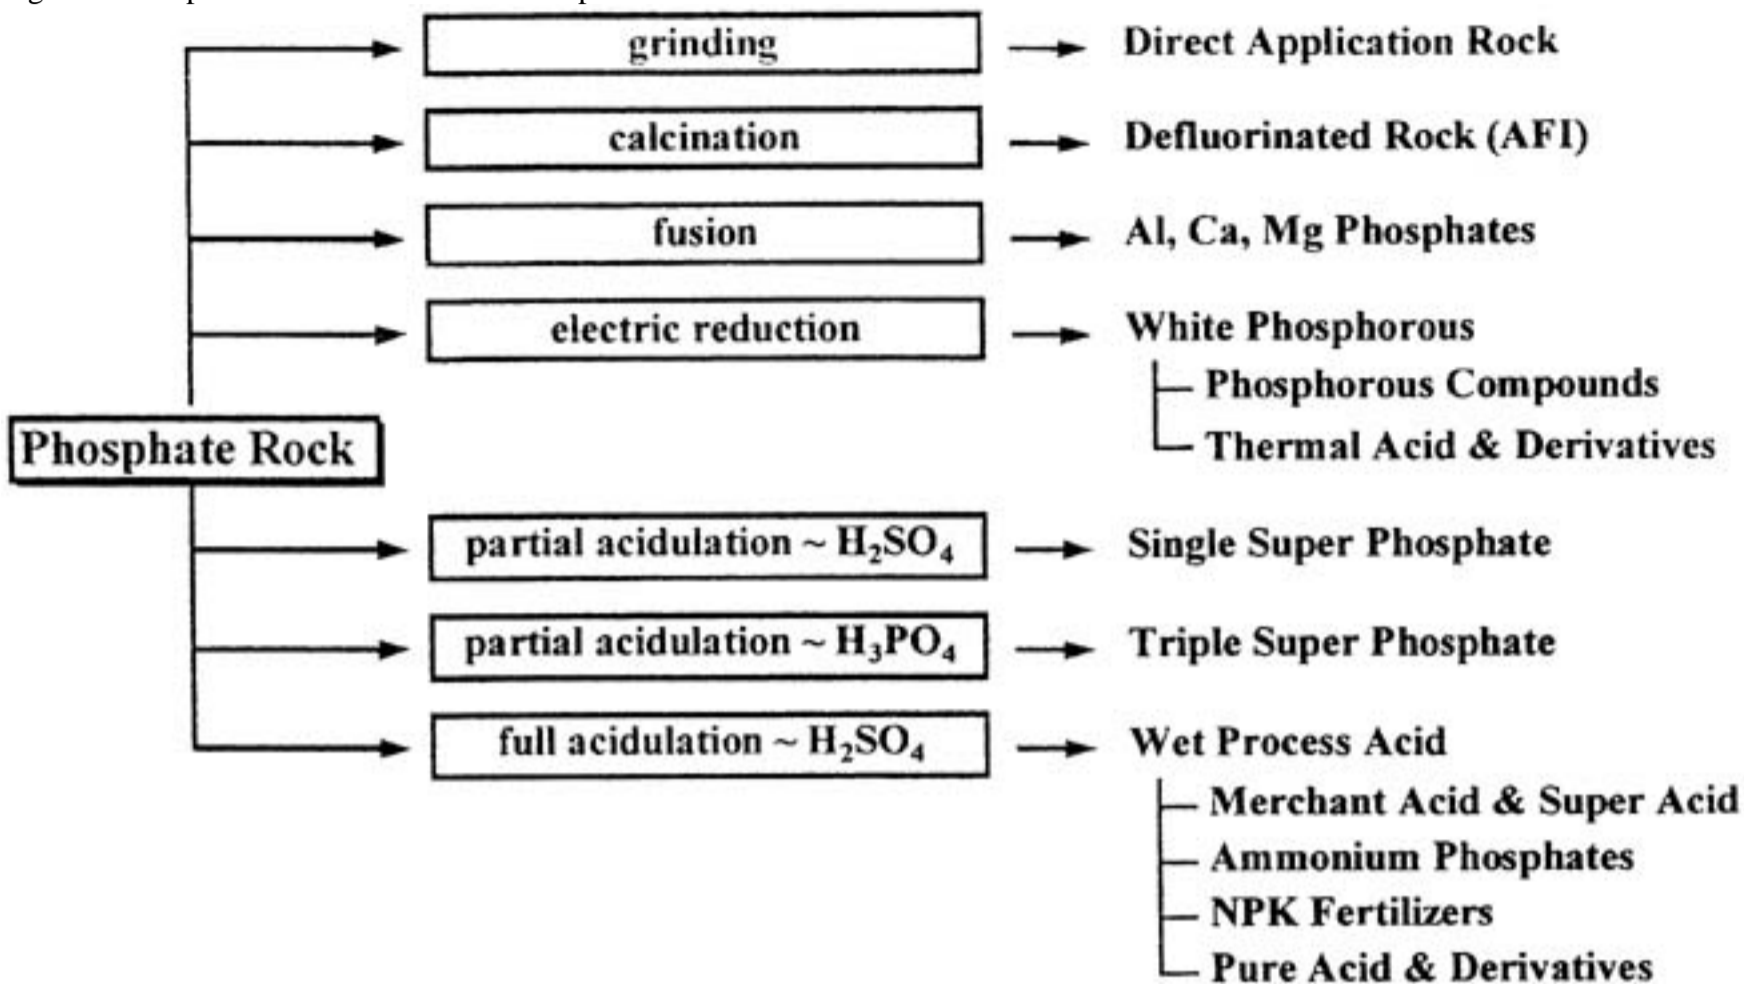 grinding → Direct Application Rock
calcination → Defluorinated Rock (AFI)
fusion → Al, Ca, Mg Phosphates
electric reduction → White Phosphorous
Phosphorous Compounds
Thermal Acid & Derivatives
Phosphate Rock
partial acidulation ~ H₂SO₄ → Single Super Phosphate
partial acidulation ~ H₃PO₄ → Triple Super Phosphate
full acidulation ~ H₂SO₄ → Wet Process Acid
Merchant Acid & Super Acid
Ammonium Phosphates
NPK Fertilizers
Pure Acid & Derivatives